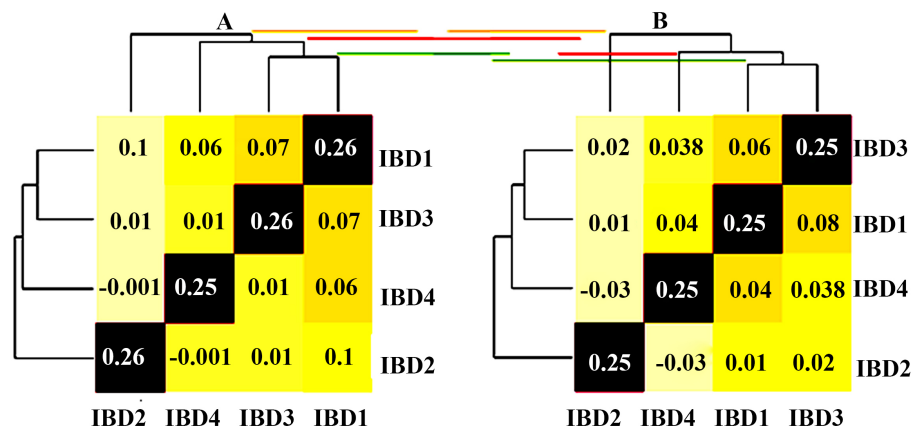 A B
0.1 0.06 0.07 0.26 IBD1
0.01 0.01 0.26 0.07 IBD3
-0.001 0.25 0.01 0.06 IBD4
0.26 -0.001 0.01 0.1 IBD2
IBD2 IBD4 IBD3 IBD1
0.02 0.038 0.06 0.25 IBD3
0.01 0.04 0.25 0.08 IBD1
-0.03 0.25 0.04 0.038 IBD4
0.25 -0.03 0.01 0.02 IBD2
IBD2 IBD4 IBD1 IBD3